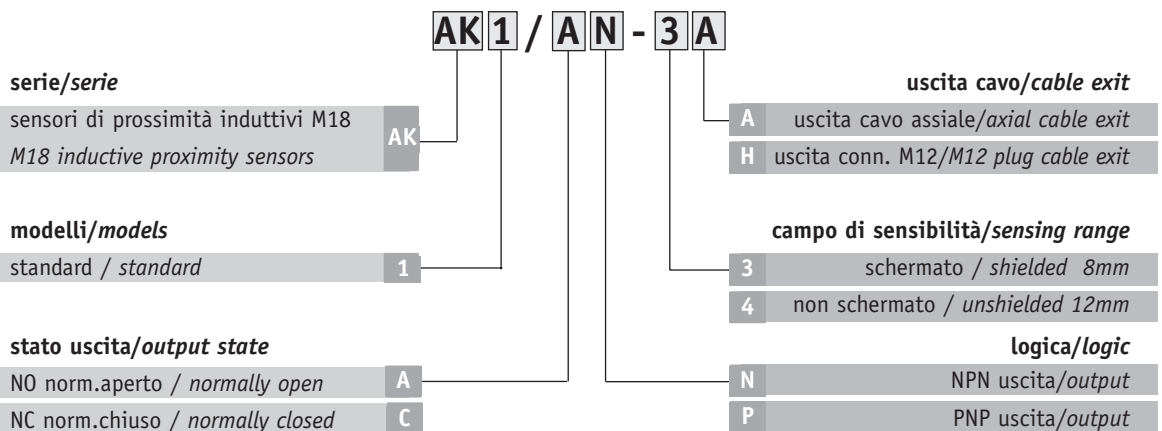 AK 1 / A N - 3 A
serie/serie
sensori di prossimità induttivi M18
M18 inductive proximity sensors
AK
modelli/models
standard / standard 1
stato uscita/output state
NO norm.aperto / normally open A
NC norm.chiuso / normally closed C
uscita cavo/cable exit
A uscita cavo assiale/axial cable exit
H uscita conn. M12/M12 plug cable exit
campo di sensibilità/sensing range
3 schermato / shielded 8mm
4 non schermato / unshielded 12mm
logica/logic
N NPN uscita/output
P PNP uscita/output